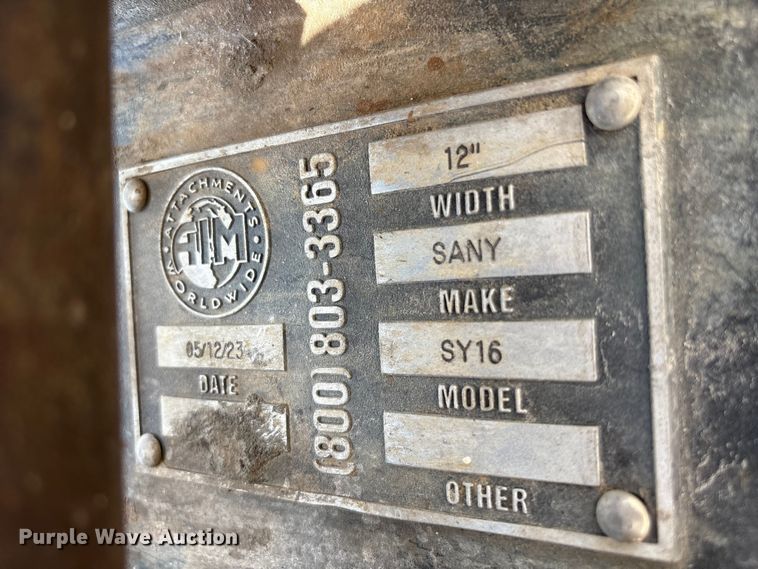 ATTACHMENTS
AIM
WORLDWIDE
05/12/23
DATE
(800) 803-3365
12"
WIDTH
SANY
MAKE
SY16
MODEL
OTHER
Purple Wave Auction